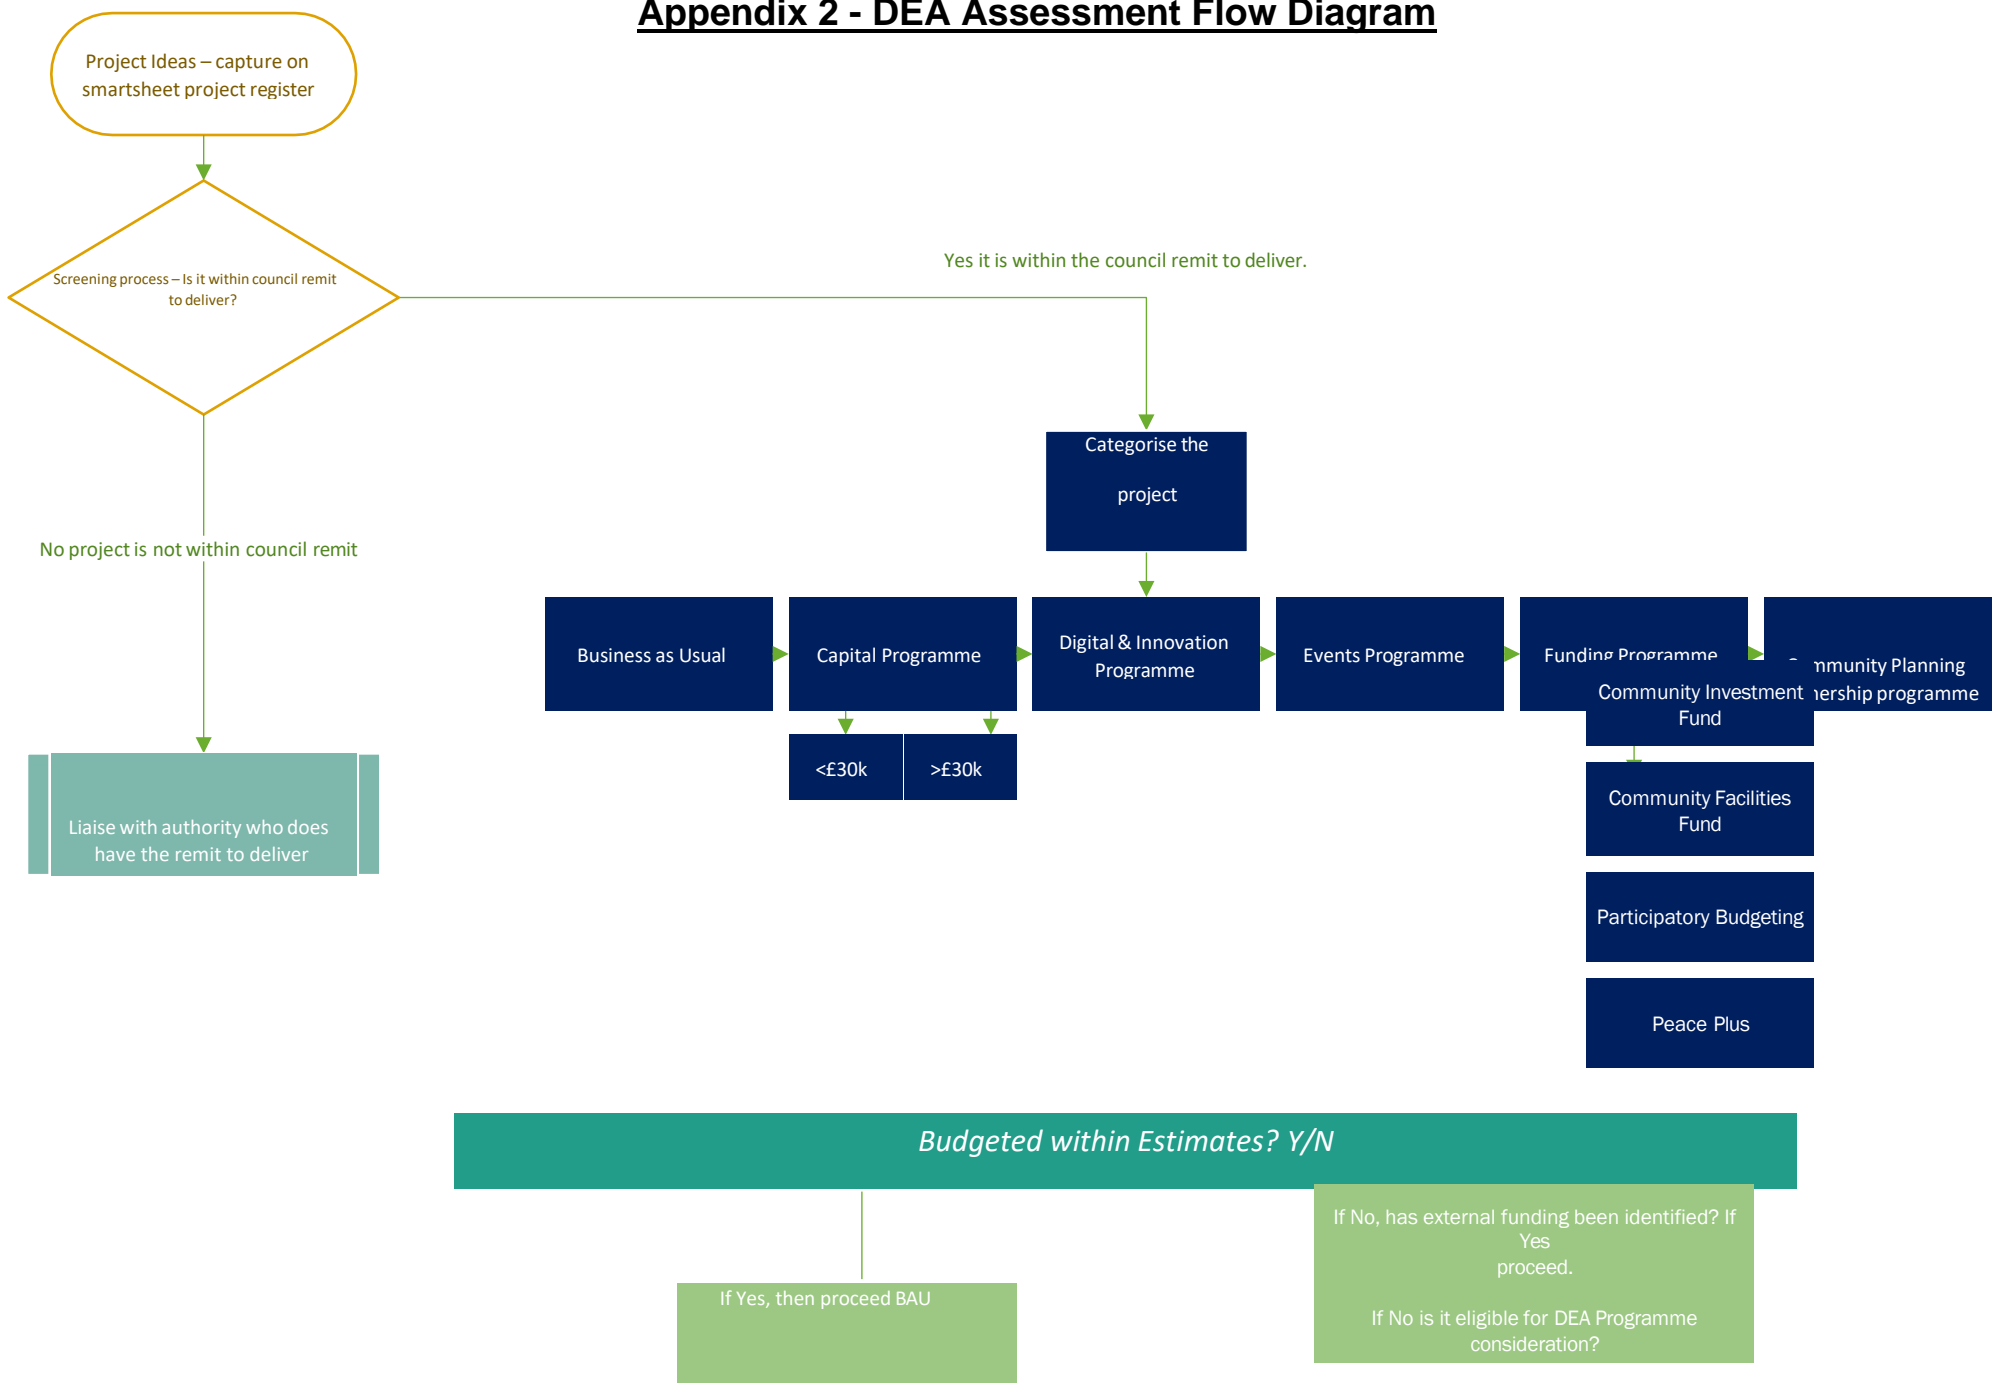 Appendix 2 - DEA Assessment Flow Diagram
Project Ideas – capture on
smartsheet project register
Screening process – Is it within council remit
to deliver?
Yes it is within the council remit to deliver.
Categorise the
project
No project is not within council remit
Business as Usual
Capital Programme
Digital & Innovation
Programme
Events Programme
Funding Programme
Planning
programme
<£30k
>£30k
Community Investment
Fund
Community Facilities
Fund
Participatory Budgeting
Peace Plus
Liaise with authority who does
have the remit to deliver
Budgeted within Estimates? Y/N
If Yes, then proceed BAU
If No, has external funding been identified? If
Yes
proceed.
If No is it eligible for DEA Programme
consideration?